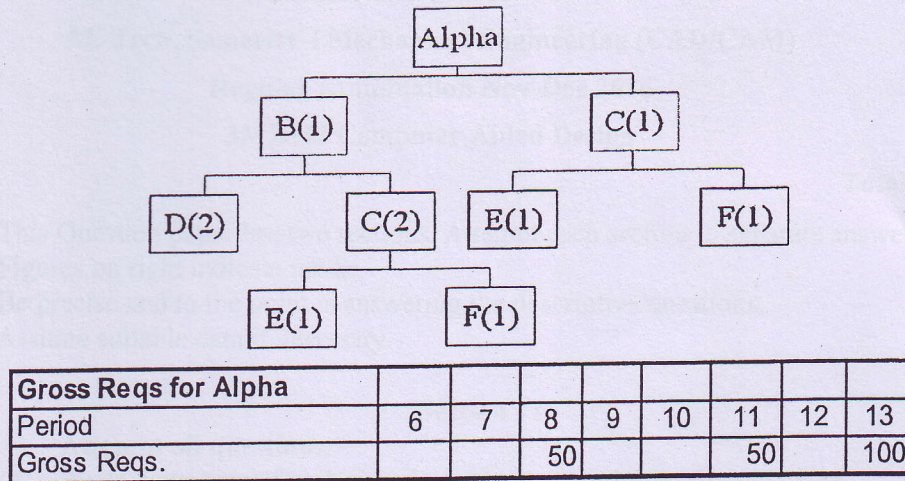 Alpha
B(1) C(1)
D(2) C(2) E(1) F(1)
E(1) F(1)
Gross Reqs for Alpha
Period 6 7 8 9 10 11 12 13
Gross Reqs. 50 50 100